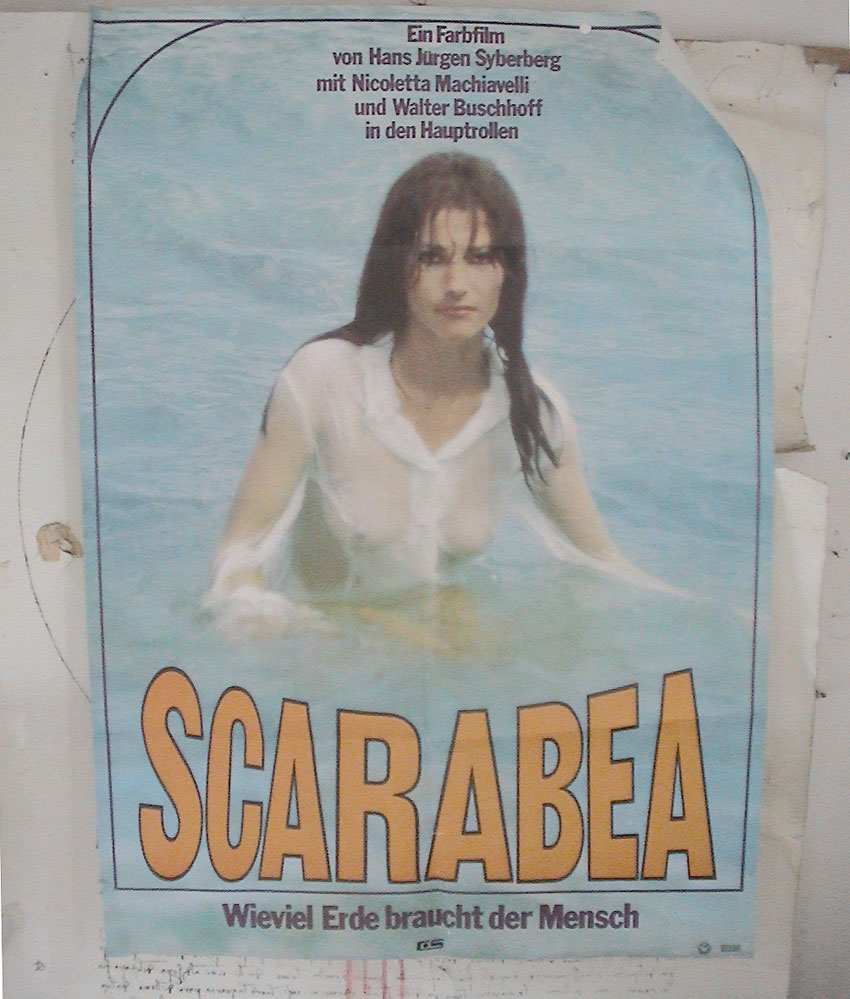 Ein Farbfilm
von Hans Jürgen Syberberg
mit Nicoletta Machiavelli
und Walter Buschhoff
in den Hauptrollen
SCARABEA
Wieviel Erde braucht der Mensch